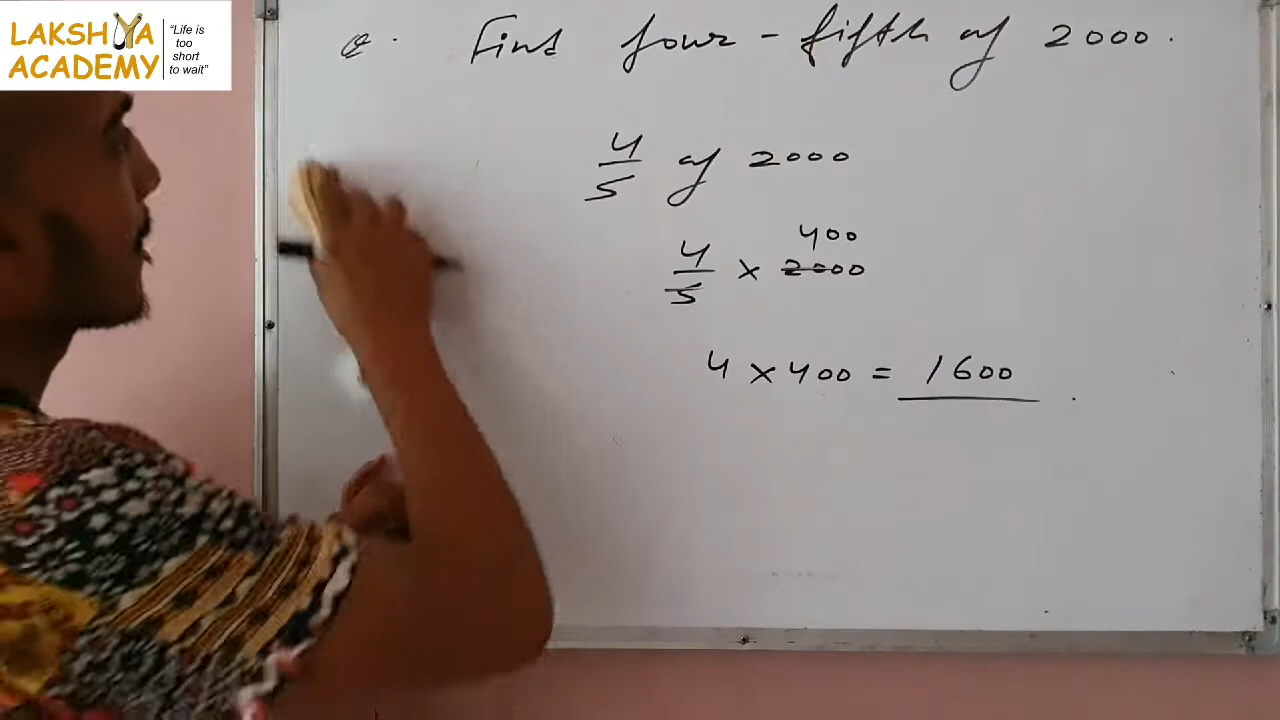 LAKSHYA
ACADEMY
“Life is
too
short
to wait”
Q. Find four-fifth of 2000.
4/5 of 2000
400
4/5 × 2000
4 × 400 = 1600